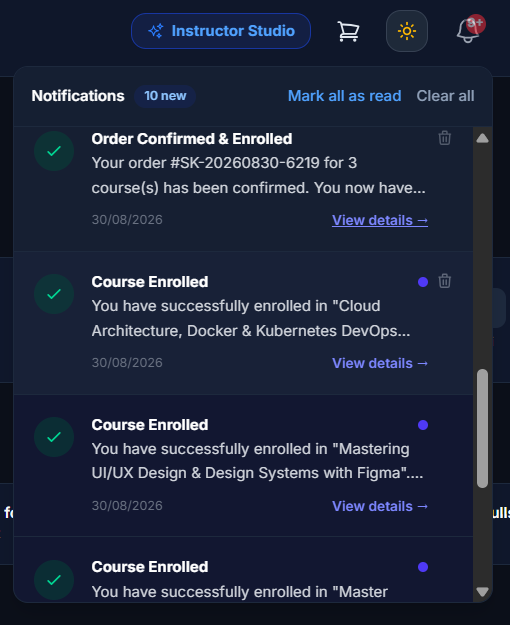 Instructor Studio
9+
Notifications
10 new
Mark all as read
Clear all
Order Confirmed & Enrolled
Your order #SK-20260830-6219 for 3
course(s) has been confirmed. You now have...
30/08/2026
View details →
Course Enrolled
You have successfully enrolled in "Cloud
Architecture, Docker & Kubernetes DevOps...
30/08/2026
View details →
Course Enrolled
You have successfully enrolled in "Mastering
UI/UX Design & Design Systems with Figma"....
30/08/2026
View details →
Course Enrolled
You have successfully enrolled in "Master